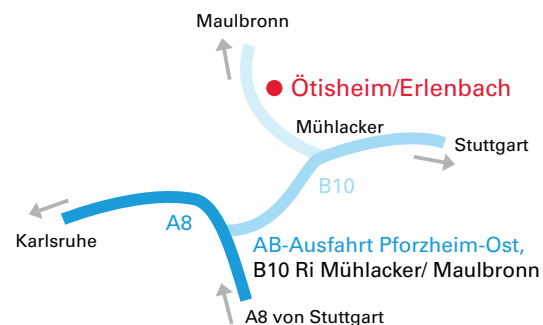 Maulbronn
Ötisheim/Erlenbach
Mühlacker
Stuttgart
B10
A8
Karlsruhe
AB-Ausfahrt Pforzheim-Ost,
B10 Ri Mühlacker/ Maulbronn
A8 von Stuttgart